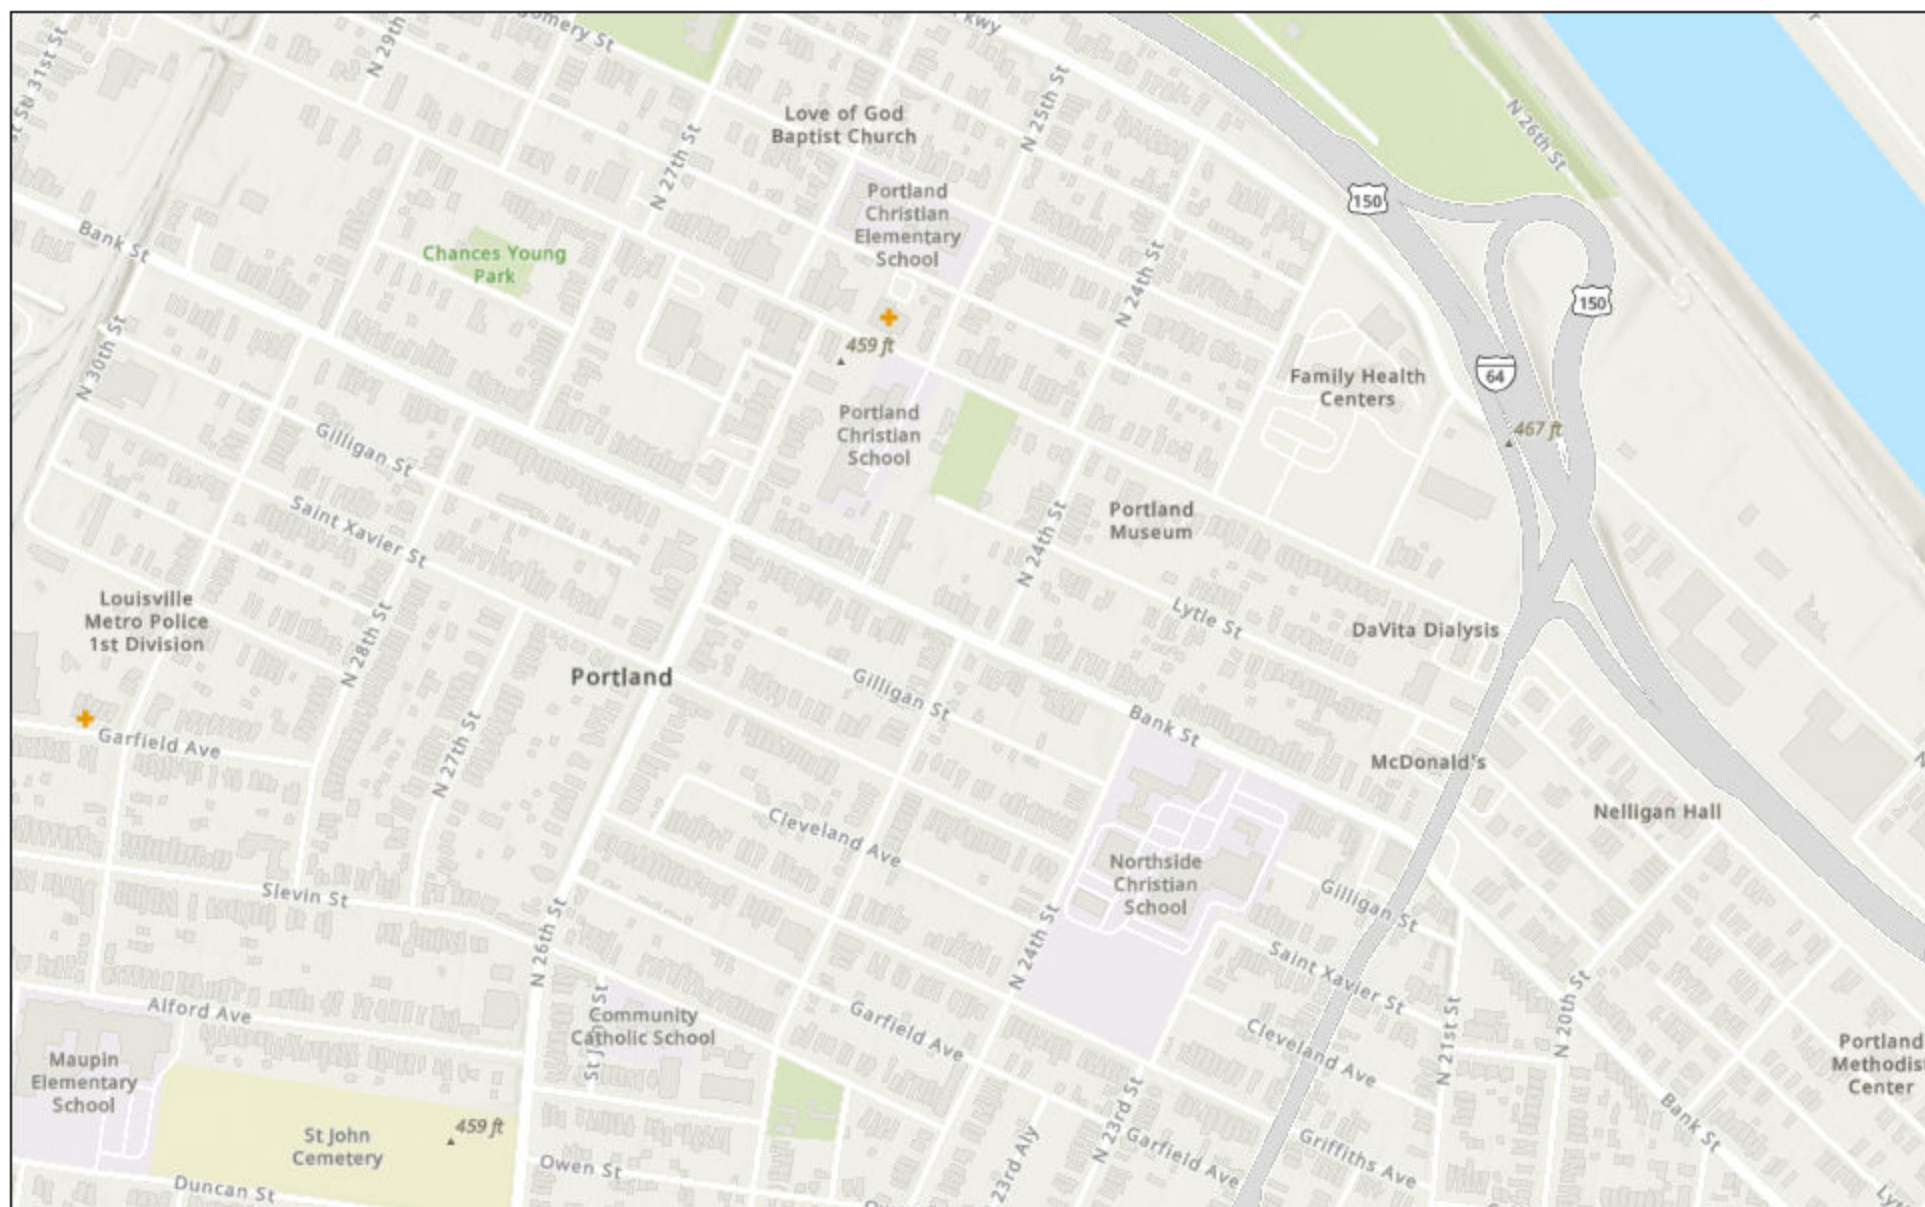 gomery St
Kwy
N 29th
N 31st St
N 25th St
Love of God
Baptist Church
N 26th St
N 27th St
Portland
Christian
Elementary
School
150
Bank St
Chances Young
Park
N 24th St
150
459 ft
N 30th St
64
Family Health
Centers
Portland
Christian
School
467 ft
Gilligan St
Portland
Museum
Saint Xavier St
N 24th St
Louisville
Metro Police
1st Division
Lytle St
DaVita Dialysis
N 28th St
Portland
Gilligan St
Bank St
Garfield Ave
N 27th St
McDonald's
Nelligan Hall
Cleveland Ave
Northside
Christian
School
Slevin St
Gilligan St
N 26th St
N 24th St
Saint Xavier St
Alford Ave
St John St
Community
Catholic School
Garfield Ave
N 21st St
N 20th St
Cleveland Ave
Portland
Methodist
Center
Maupin
Elementary
School
459 ft
St John
Cemetery
N 23rd St
Bank St
Owen St
23rd Aly
Garfield Ave
Griffiths Ave
Duncan St
Lyt